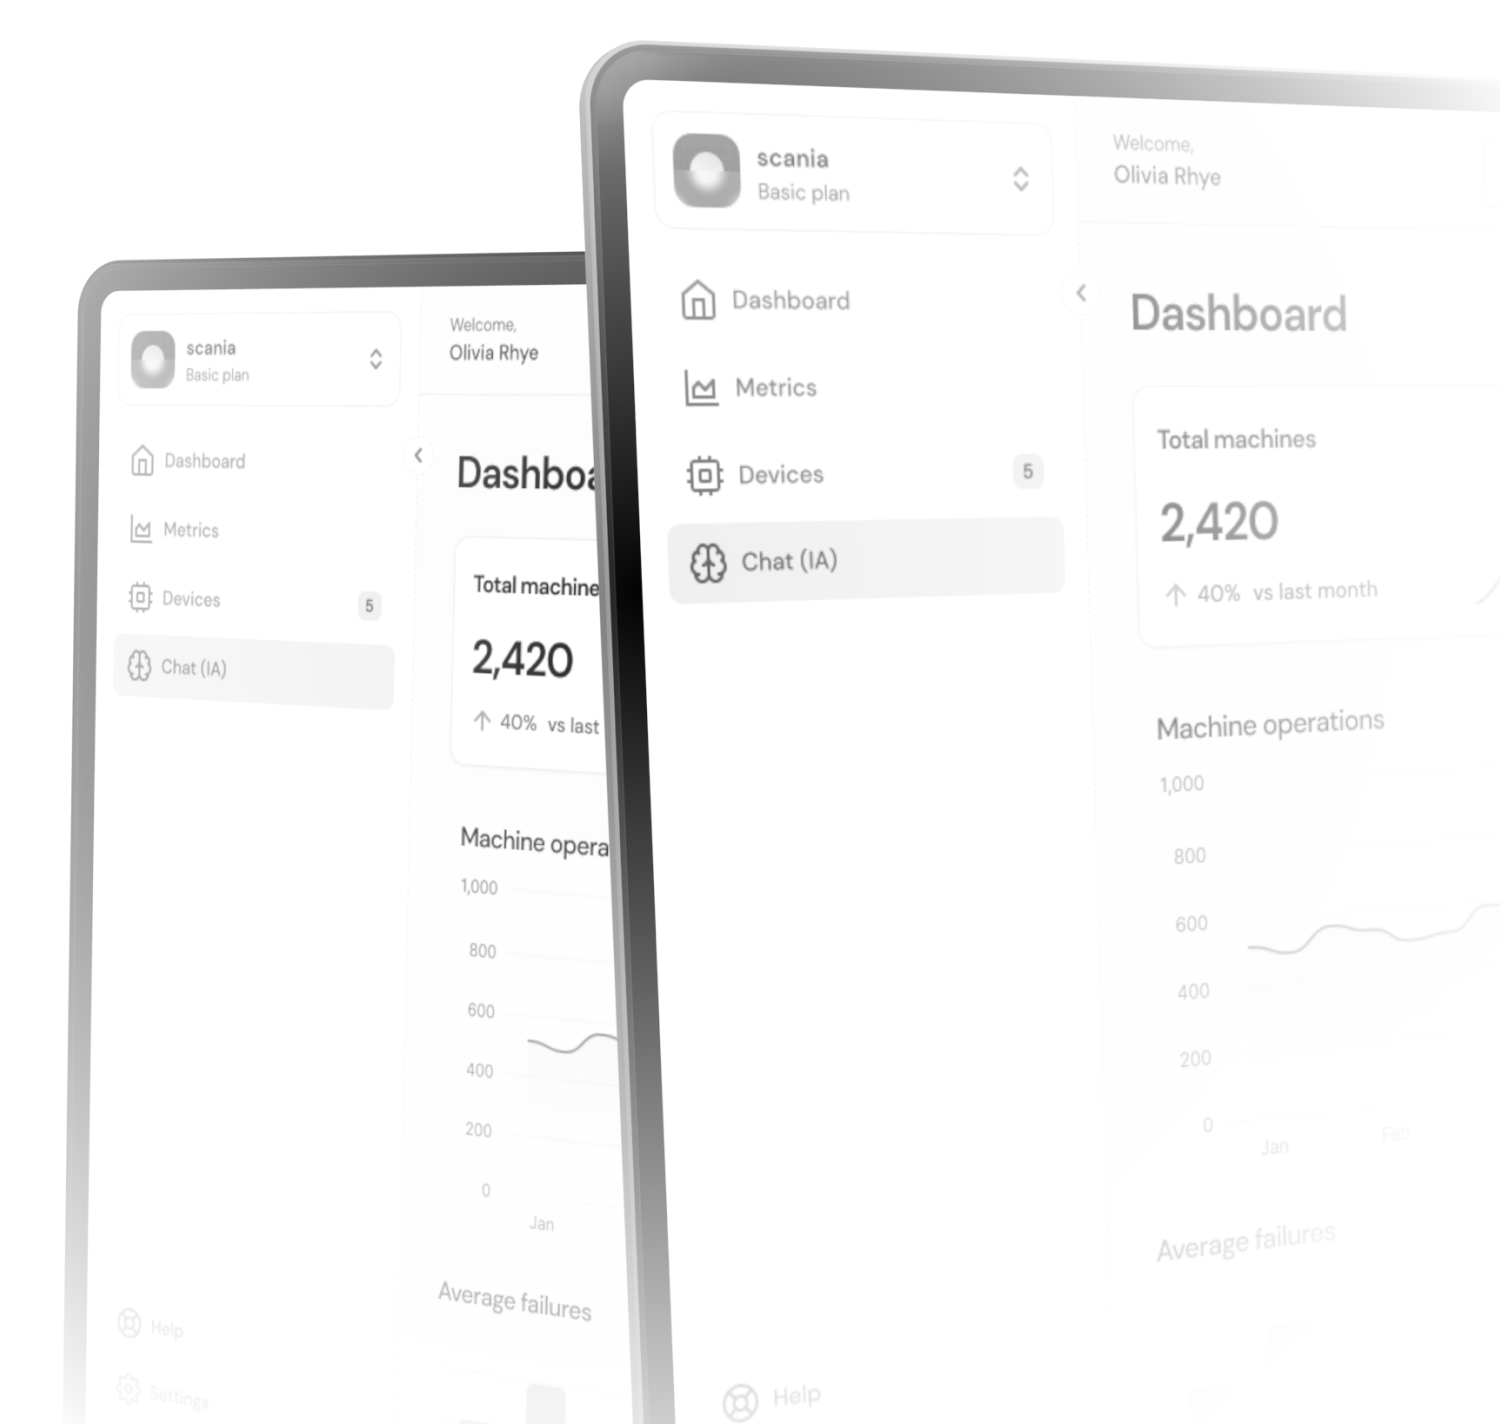 scania
Basic plan
Dashboard
Metrics
Devices
5
Chat (IA)
Help
Settings
Welcome,
Olivia Rhye
Dashboa
Total machine
2,420
40% vs last
Machine opera
1,000
800
600
400
200
0
Jan
Average failures
scania
Basic plan
Dashboard
Metrics
Devices
5
Chat (IA)
Help
Welcome,
Olivia Rhye
Dashboard
Total machines
2,420
40% vs last month
Machine operations
1,000
800
600
400
200
0
Jan Feb
Average failures